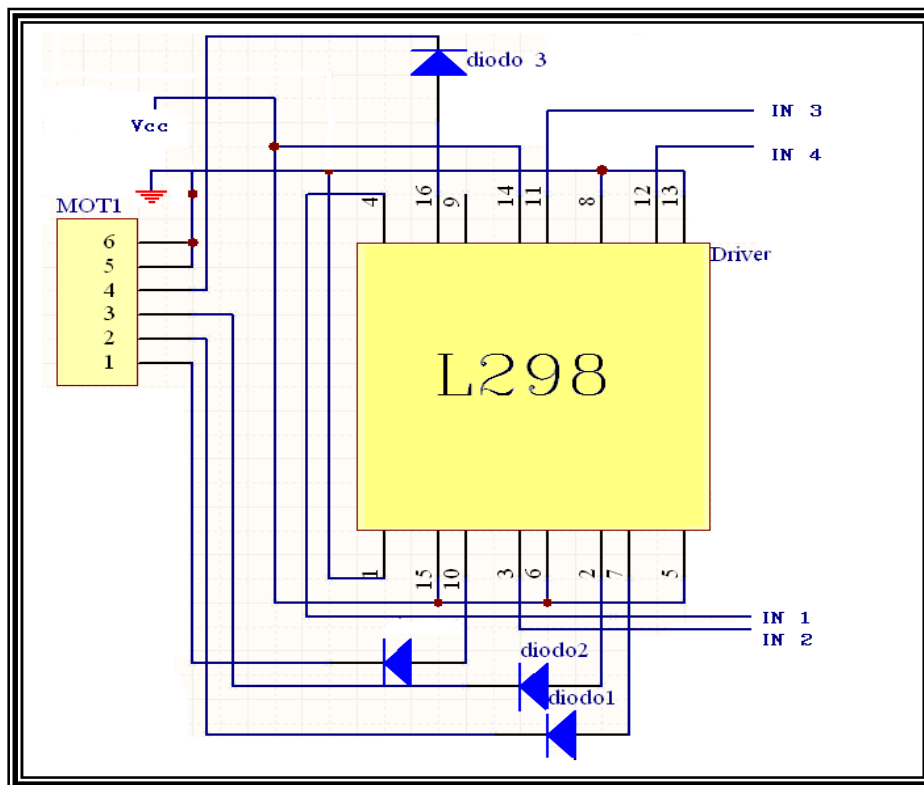 diodo 3
IN 3
Vcc
IN 4
4 16 9 14 11 8 12 13
MOT1
6
5
4
3
2
1
Driver
L298
1 15 10 3 6 2 7 5
IN 1
IN 2
diodo2
diodo1